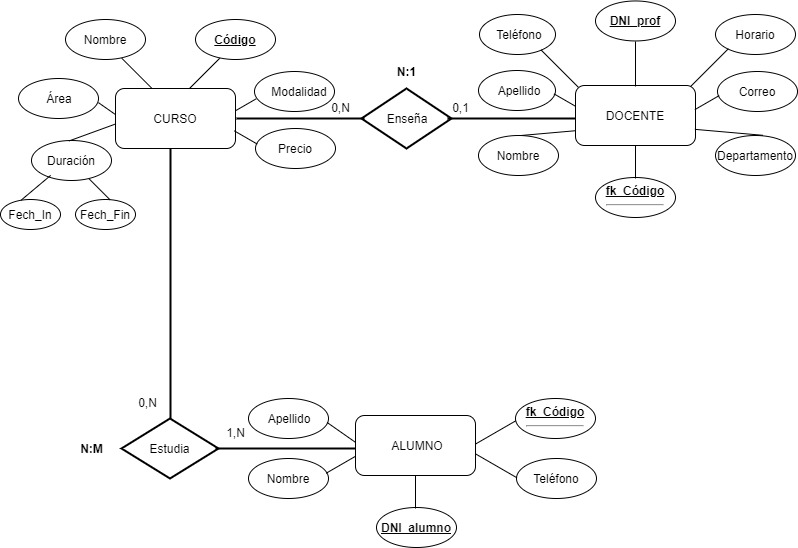 DNI_prof
Nombre
Código
Teléfono
Horario
N:1
Área
Modalidad
0,N
Enseña
0,1
Apellido
Correo
CURSO
DOCENTE
Duración
Precio
Nombre
Departamento
Fech_In
Fech_Fin
fk_Código
0,N
N:M
Estudia
1,N
Apellido
fk_Código
ALUMNO
Nombre
Teléfono
DNI_alumno